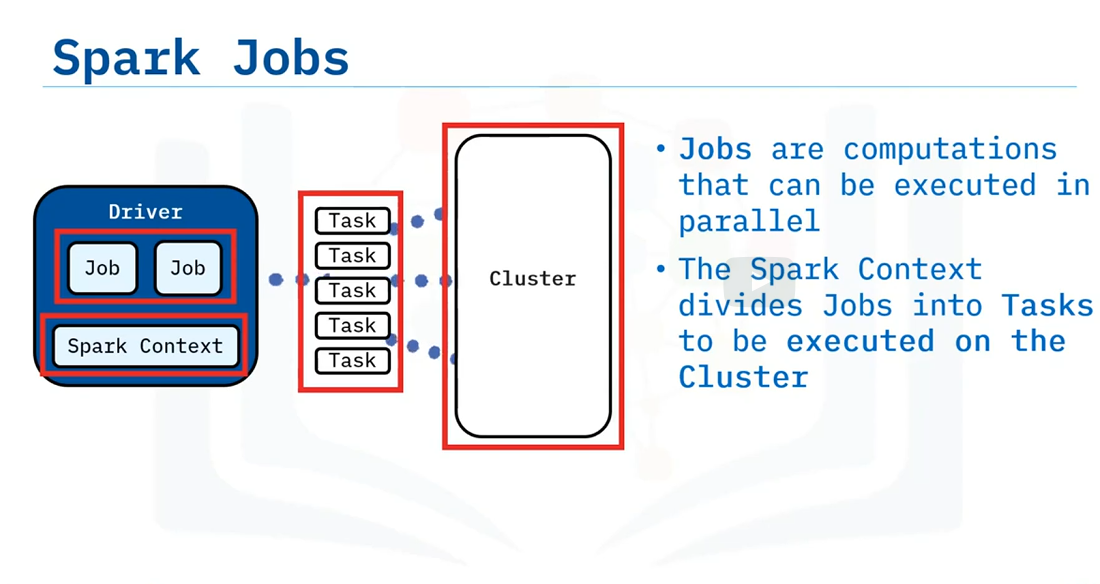 Spark Jobs
Driver
Job
Job
Spark Context
Task
Task
Task
Task
Task
Cluster
• Jobs are computations
that can be executed in
parallel
• The Spark Context
divides Jobs into Tasks
to be executed on the
Cluster